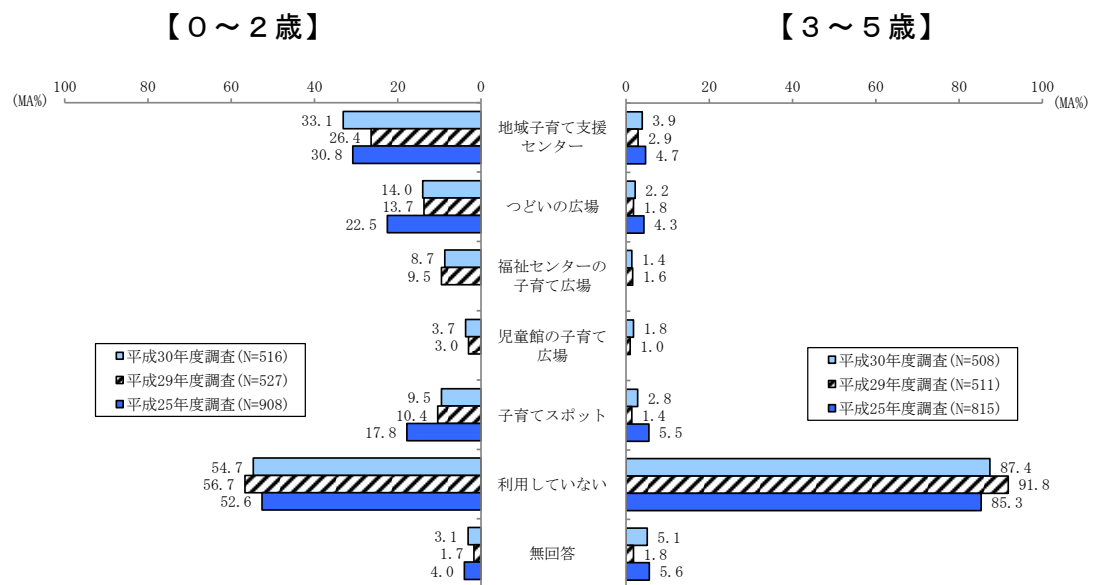 【０～２歳】
【３～５歳】
100 80 60 40 20 0
(MA%)
0 20 40 60 80 100
(MA%)
33.1
26.4
30.8
地域子育て支援
センター
3.9
2.9
4.7
14.0
13.7
22.5
つどいの広場
2.2
1.8
4.3
8.7
9.5
福祉センターの
子育て広場
1.4
1.6
3.7
3.0
児童館の子育て
広場
1.8
1.0
平成30年度調査(N=516)
平成29年度調査(N=527)
平成25年度調査(N=908)
平成30年度調査(N=508)
平成29年度調査(N=511)
平成25年度調査(N=815)
9.5
10.4
17.8
子育てスポット
2.8
1.4
5.5
54.7
56.7
52.6
利用していない
87.4
91.8
85.3
3.1
1.7
4.0
無回答
5.1
1.8
5.6